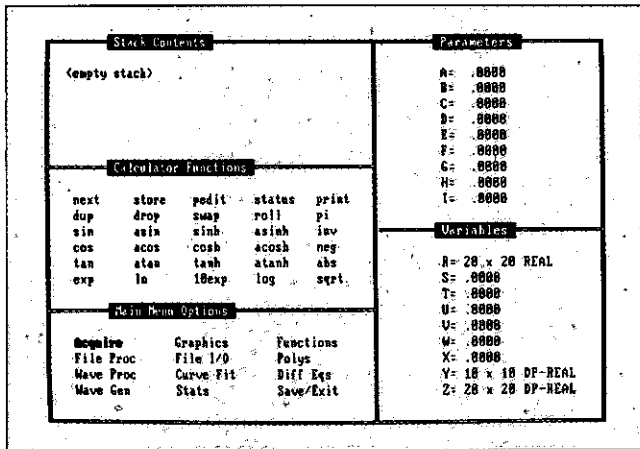 Stack Contents
(empty stack)
Calculator Functions
next store pedit status print
dup drop swap roll pi
sin asin sinh asinh inv
cos acos cosh acosh neg
tan atan tanh atanh abs
exp ln 10exp log sqrt
Main Menu Options
Acquire Graphics Functions
File Proc File I/O Polys
Wave Proc Curve Fit Diff Eqs
Wave Gen Stats Save/Exit
Parameters
A= .0000
B= .0000
C= .0000
D= .0000
E= .0000
F= .0000
G= .0000
H= .0000
I= .0000
Variables
R= 20 x 20 REAL
S= .0000
T= .0000
U= .0000
V= .0000
W= .0000
X= .0000
Y= 10 x 10 DP-REAL
Z= 20 x 20 DP-REAL